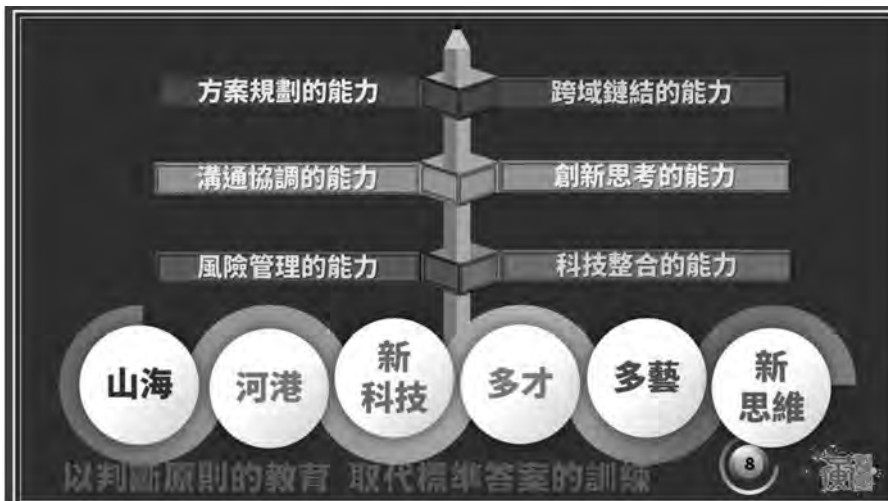 方案規劃的能力
跨域鏈結的能力
溝通協調的能力
創新思考的能力
風險管理的能力
科技整合的能力
山海
河港
新
科技
多才
多藝
新
思維
以判斷原則的教育 取代標準答案的訓練
8